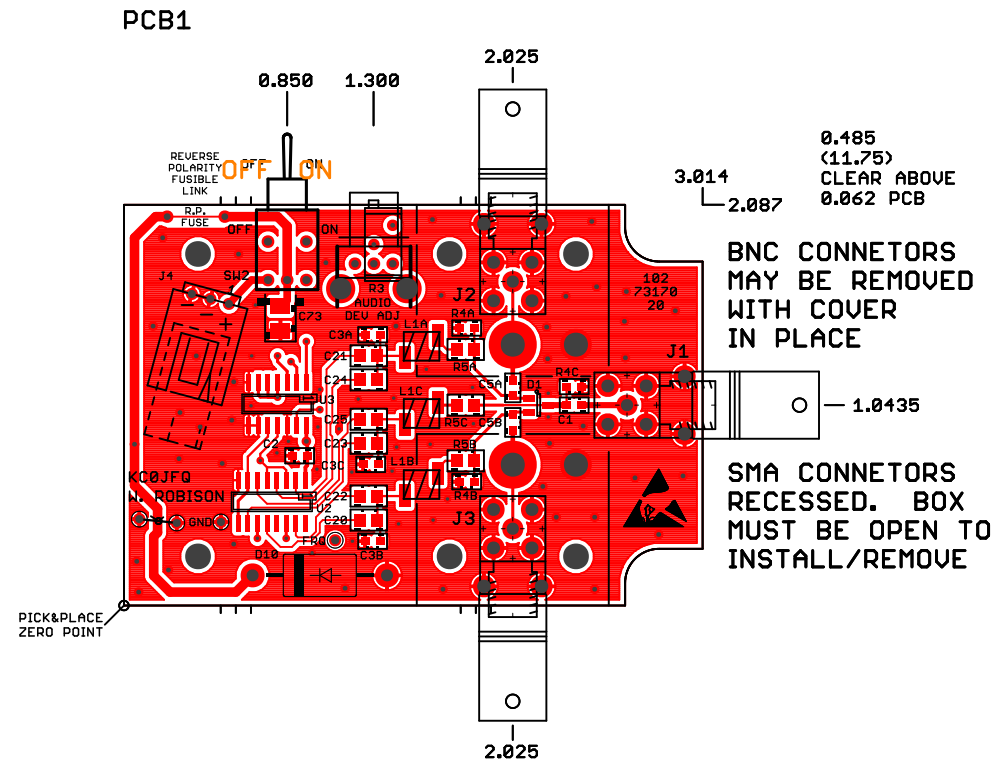 PCB1
2.025
0.850
1.300
0.485
(11.75)
CLEAR ABOVE
0.062 PCB
REVERSE
POLARITY
FUSIBLE
LINK
OFF ON
OFF ON
3.014
2.087
R.P.
FUSE
OFF
ON
BNC CONNETORS
MAY BE REMOVED
WITH COVER
IN PLACE
J4
SW2
R3
AUDIO
DEV ADJ
J2
102
73170
20
C73
L1A
R4A
C3A
C21
R5A
J1
C24
C5A
D1
R4C
U3
L1C
1.0435
C25
R5C
C5B
C1
C23
C2
R5B
C3C
L1B
KC0JFQ
W. ROBISON
R4B
C22
U2
SMA CONNETORS
RECESSED. BOX
MUST BE OPEN TO
INSTALL/REMOVE
GND
C20
J3
FRQ
D10
C3B
PICK&PLACE
ZERO POINT
2.025